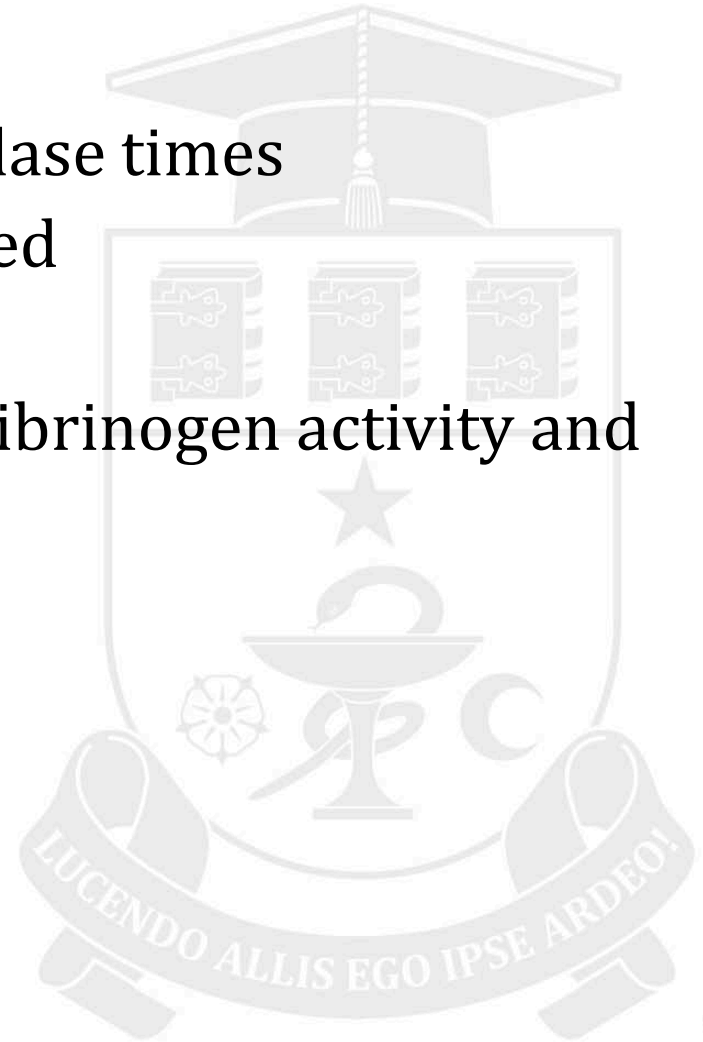 lase times
ed
ibrinogen activity and
LUCENDO ALLIS EGO IPSE ARDEO!